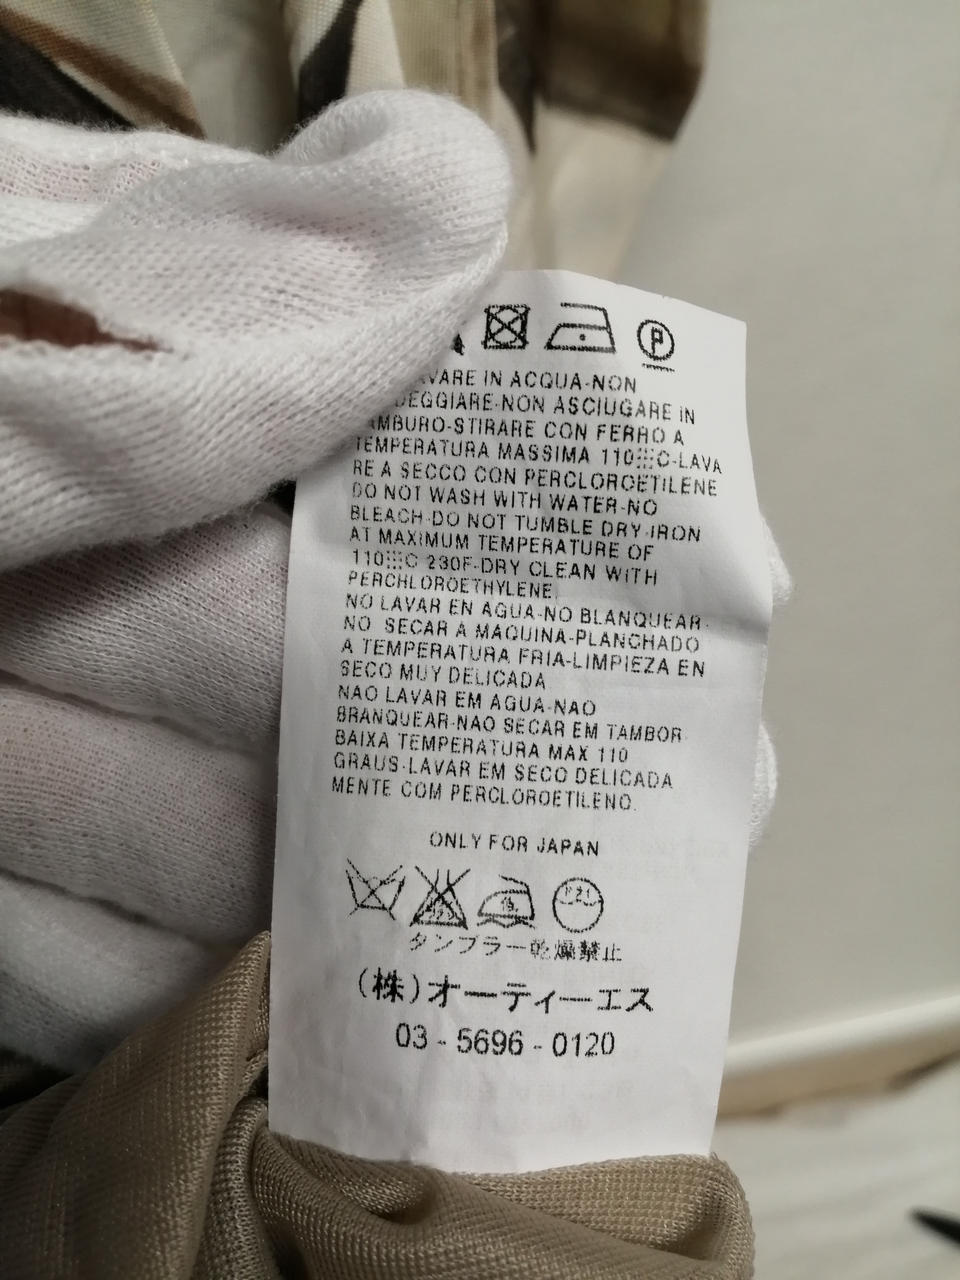 P
VARE IN ACQUA-NON
DEGGIARE-NON ASCIUGARE IN
AMBURO-STIRARE CON FERRO A
TEMPERATURA MASSIMA 110 C-LAVA
RE A SECCO CON PERCLOROETILENE
DO NOT WASH WITH WATER-NO
BLEACH-DO NOT TUMBLE DRY-IRON
AT MAXIMUM TEMPERATURE OF
110 C 230F-DRY CLEAN WITH
PERCHLOROETHYLENE
NO LAVAR EN AGUA-NO BLANQUEAR-
NO SECAR A MAQUINA-PLANCHADO
A TEMPERATURA FRIA-LIMPIEZA EN
SECO MUY DELICADA
NAO LAVAR EM AGUA-NAO
BRANQUEAR-NAO SECAR EM TAMBOR
BAIXA TEMPERATURA MAX 110
GRAUS-LAVAR EM SECO DELICADA
MENTE COM PERCLOROETILENO.
ONLY FOR JAPAN
タンブラー乾燥禁止
(株)オーティーエス
03-5696-0120